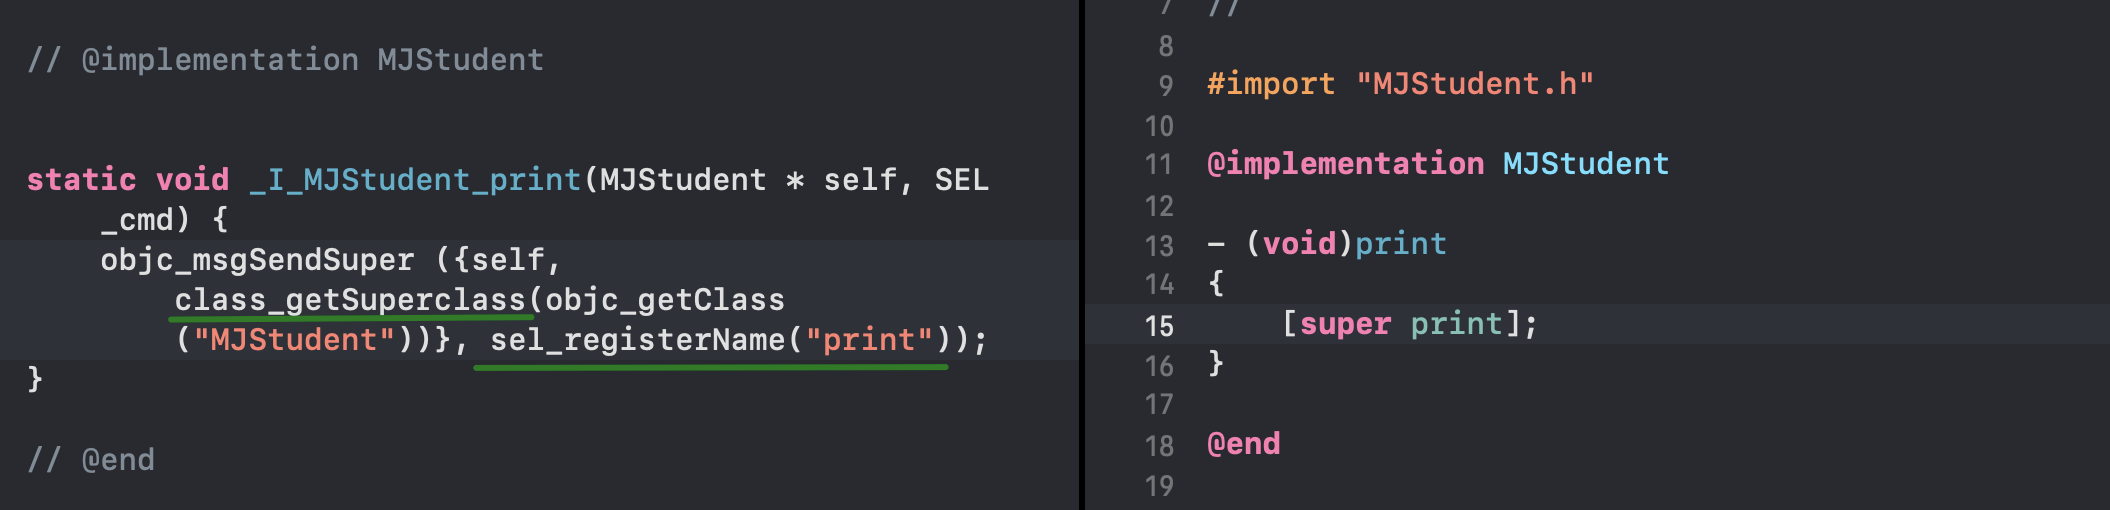 // @implementation MJStudent
static void _I_MJStudent_print(MJStudent * self, SEL
_cmd) {
objc_msgSendSuper ({self,
class_getSuperclass(objc_getClass
("MJStudent"))}, sel_registerName("print"));
}
// @end
7 //
8
9 #import "MJStudent.h"
10
11 @implementation MJStudent
12
13 - (void)print
14 {
15 [super print];
16 }
17
18 @end
19